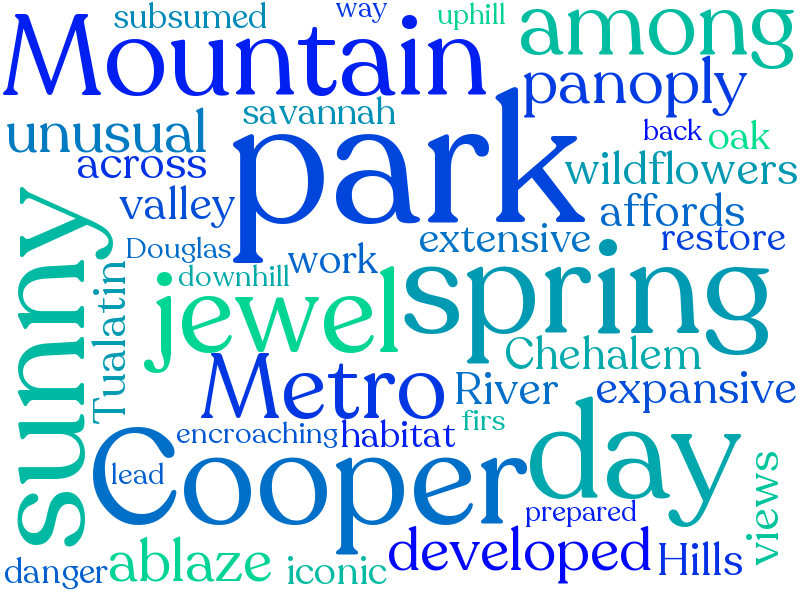 subsumed
way
uphill
among
Mountain
panoply
savannah
unusual
park
back
oak
across
wildflowers
valley
affords
sunny
Douglas
work
extensive
restore
Tualatin
downhill
jewel
spring
Chehalem
Metro
River
expansive
firs
encroaching
habitat
Cooper
day
lead
views
prepared
developed
danger
ablaze
iconic
Hills